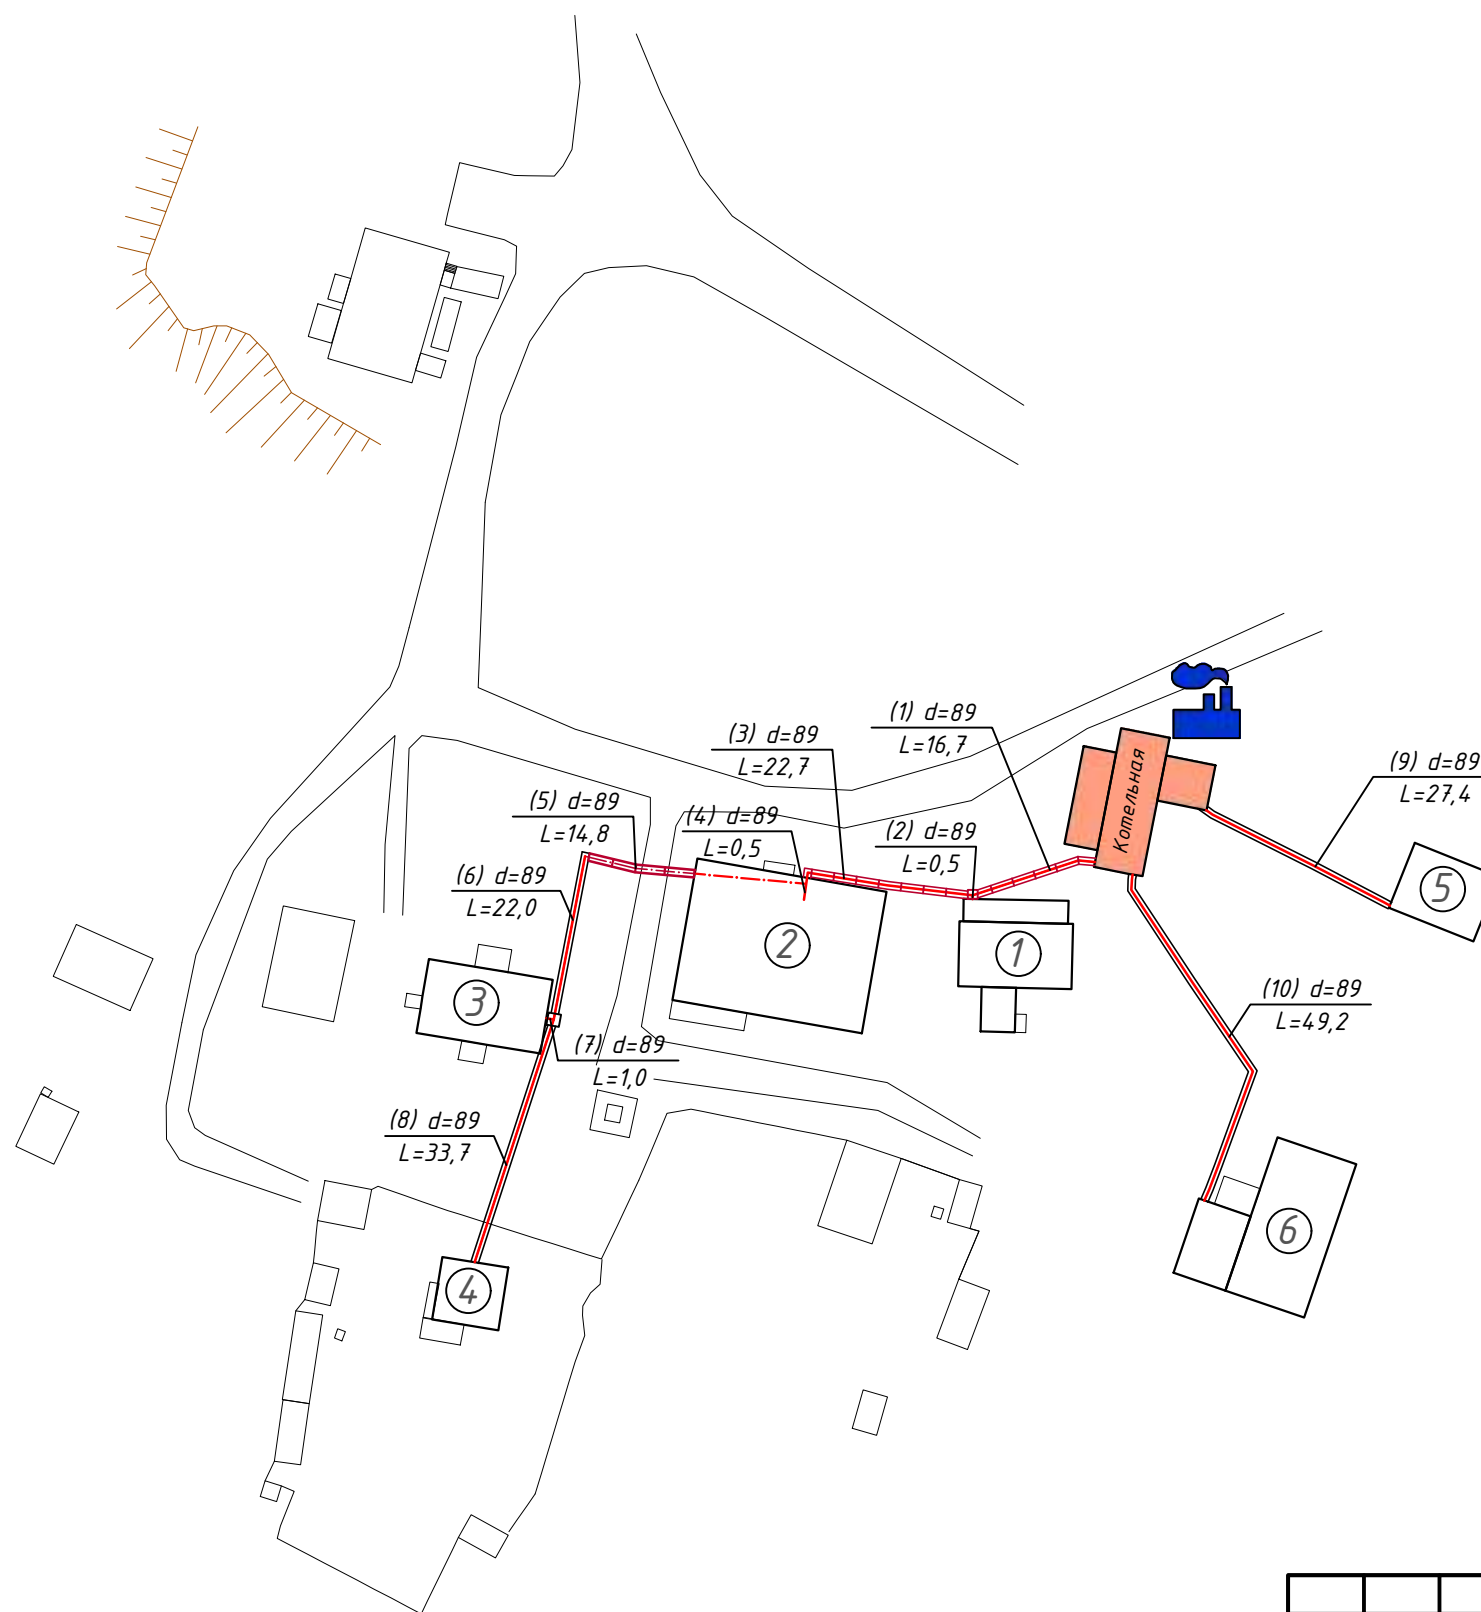 (1) d=89
L=16,7
(3) d=89
L=22,7
Котельная
(9) d=89
L=27,4
(5) d=89
L=14,8
(4) d=89
L=0,5
(2) d=89
L=0,5
(6) d=89
L=22,0
5
2
1
3
(10) d=89
L=49,2
(7) d=89
L=1,0
(8) d=89
L=33,7
6
4